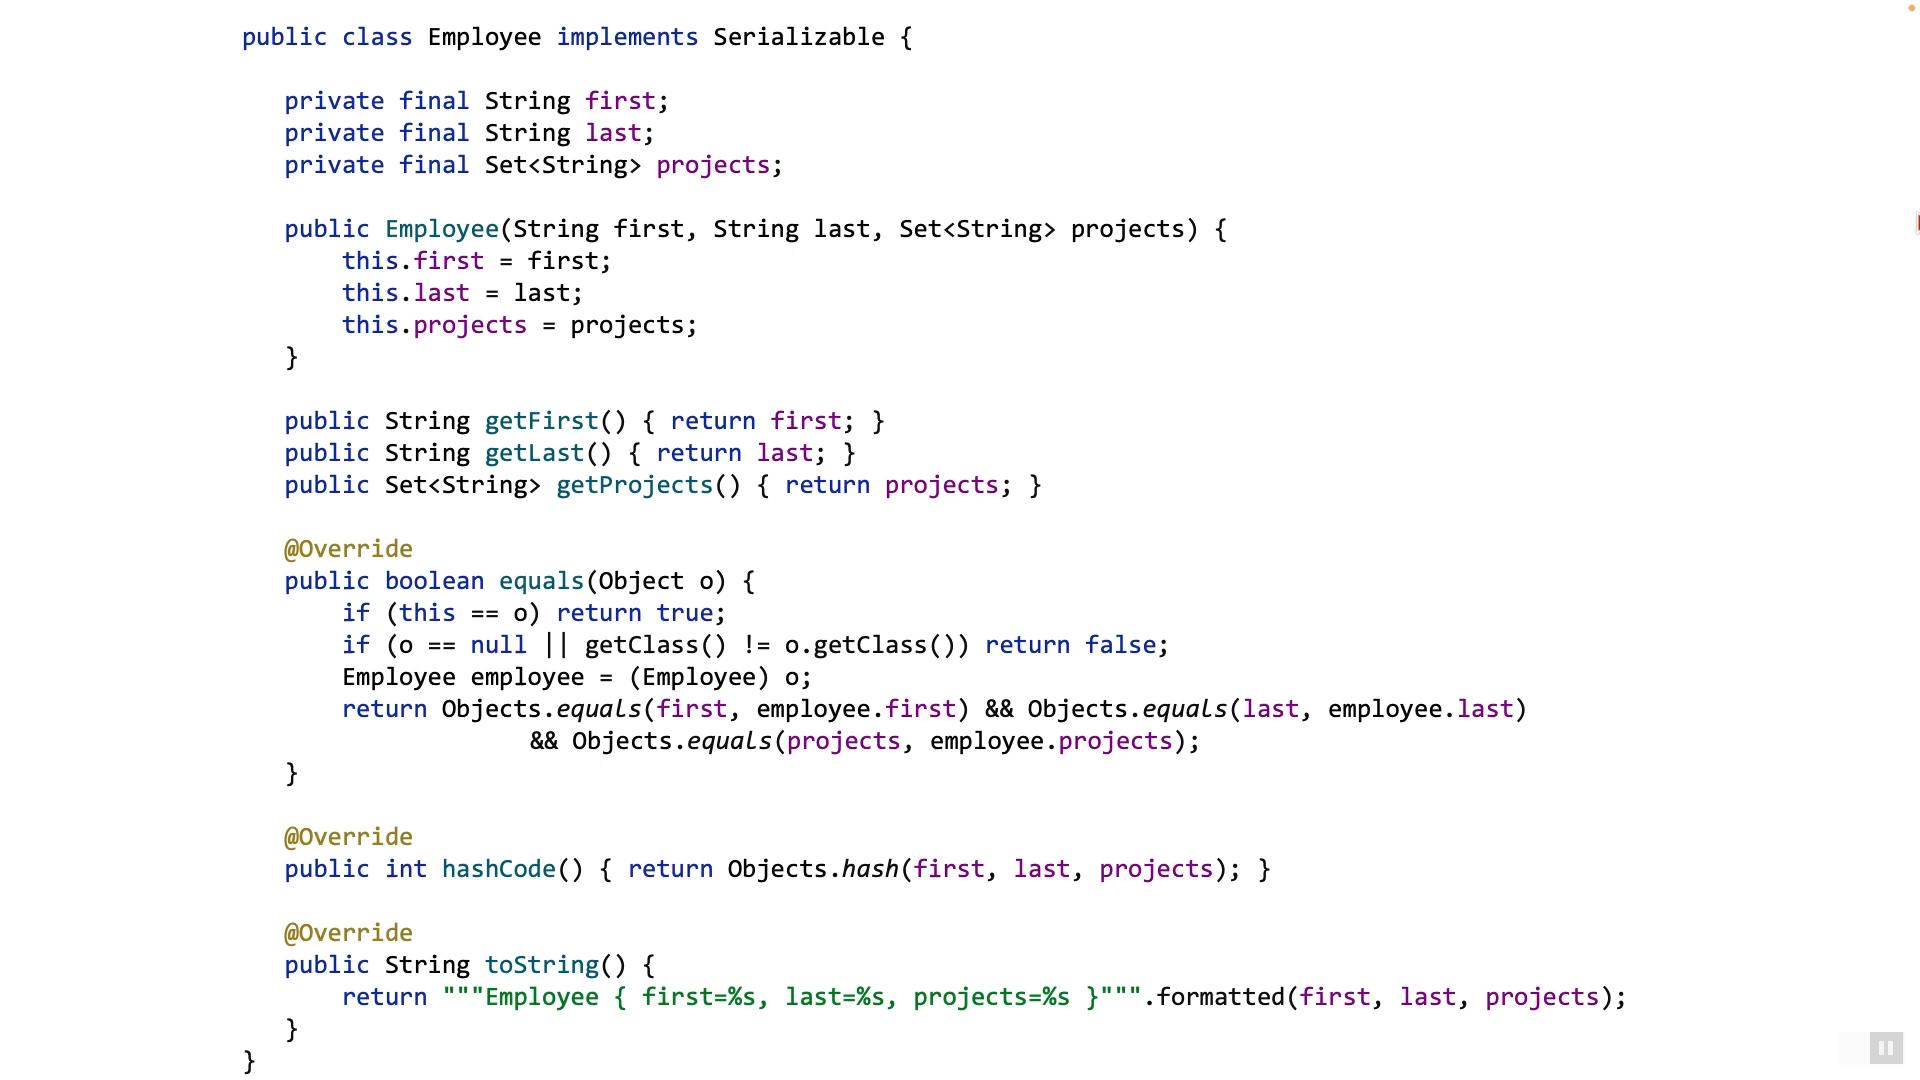 public class Employee implements Serializable {
private final String first;
private final String last;
private final Set<String> projects;
public Employee(String first, String last, Set<String> projects) {
this.first = first;
this.last = last;
this.projects = projects;
}
public String getFirst() { return first; }
public String getLast() { return last; }
public Set<String> getProjects() { return projects; }
@Override
public boolean equals(Object o) {
if (this == o) return true;
if (o == null || getClass() != o.getClass()) return false;
Employee employee = (Employee) o;
return Objects.equals(first, employee.first) && Objects.equals(last, employee.last)
&& Objects.equals(projects, employee.projects);
}
@Override
public int hashCode() { return Objects.hash(first, last, projects); }
@Override
public String toString() {
return """Employee { first=%s, last=%s, projects=%s }""".formatted(first, last, projects);
}
}